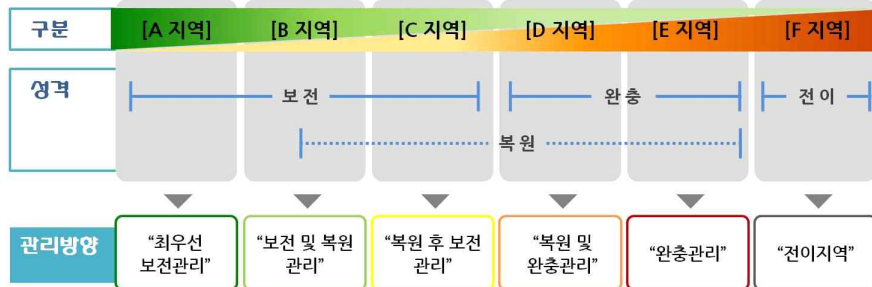 구분
[A 지역] [B 지역] [C 지역] [D 지역] [E 지역] [F 지역]
성격
보전 완충 전이
복원
관리방향
“최우선
보전관리”
“보전 및 복원
관리”
“복원 후 보전
관리”
“복원 및
완충관리”
“완충관리”
“전이지역”